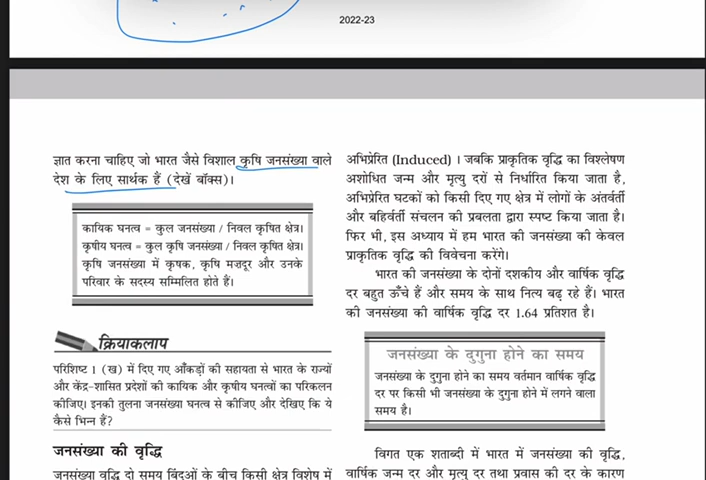 2022-23
ज्ञात करना चाहिए जो भारत जैसे विशाल कृषि जनसंख्या वाले
देश के लिए सार्थक हैं (देखें बॉक्स)।
कायिक घनत्व = कुल जनसंख्या / निवल कृषित क्षेत्र।
कृषीय घनत्व = कुल कृषि जनसंख्या / निवल कृषित क्षेत्र।
कृषि जनसंख्या में कृषक, कृषि मज़दूर और उनके
परिवार के सदस्य सम्मिलित होते हैं।
क्रियाकलाप
परिशिष्ट 1 (ख) में दिए गए आँकड़ों की सहायता से भारत के राज्यों
और केंद्र-शासित प्रदेशों की कायिक और कृषीय घनत्वों का परिकलन
कीजिए। इनकी तुलना जनसंख्या घनत्व से कीजिए और देखिए कि ये
कैसे भिन्न हैं?
जनसंख्या की वृद्धि
जनसंख्या वृद्धि दो समय बिंदुओं के बीच किसी क्षेत्र विशेष में
अभिप्रेरित (Induced) । जबकि प्राकृतिक वृद्धि का विश्लेषण
अशोधित जन्म और मृत्यु दरों से निर्धारित किया जाता है,
अभिप्रेरित घटकों को किसी दिए गए क्षेत्र में लोगों के अंतर्वर्ती
और बहिर्वर्ती संचलन की प्रबलता द्वारा स्पष्ट किया जाता है।
फिर भी, इस अध्याय में हम भारत की जनसंख्या की केवल
प्राकृतिक वृद्धि की विवेचना करेंगे।
भारत की जनसंख्या के दोनों दशकीय और वार्षिक वृद्धि
दर बहुत ऊँचे हैं और समय के साथ नित्य बढ़ रहे हैं। भारत
की जनसंख्या की वार्षिक वृद्धि दर 1.64 प्रतिशत है।
जनसंख्या के दुगुना होने का समय
जनसंख्या के दुगुना होने का समय वर्तमान वार्षिक वृद्धि
दर पर किसी भी जनसंख्या के दुगुना होने में लगने वाला
समय है।
विगत एक शताब्दी में भारत में जनसंख्या की वृद्धि,
वार्षिक जन्म दर और मृत्यु दर तथा प्रवास की दर के कारण